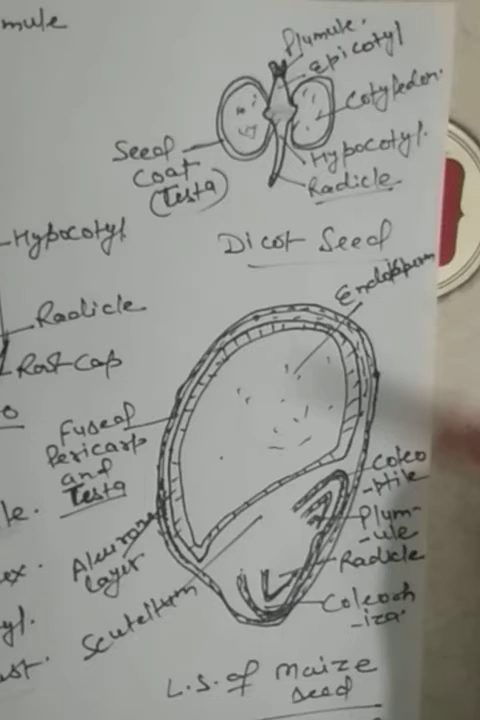 mule
Plumule.
Epicotyl
Cotyledon.
Hypocotyl.
Radicle
Seed
Coat
(Testa)
Dicot Seed
Hypocotyl
Radicle
Root Cap
Endosperm
Fused
Pericarp
and
Testa
Aleurone
layer
Scutellum
Coleo
-ptile
Plum-
ule
Radicle
Coleorh
-iza.
L.S. of Maize
Seed